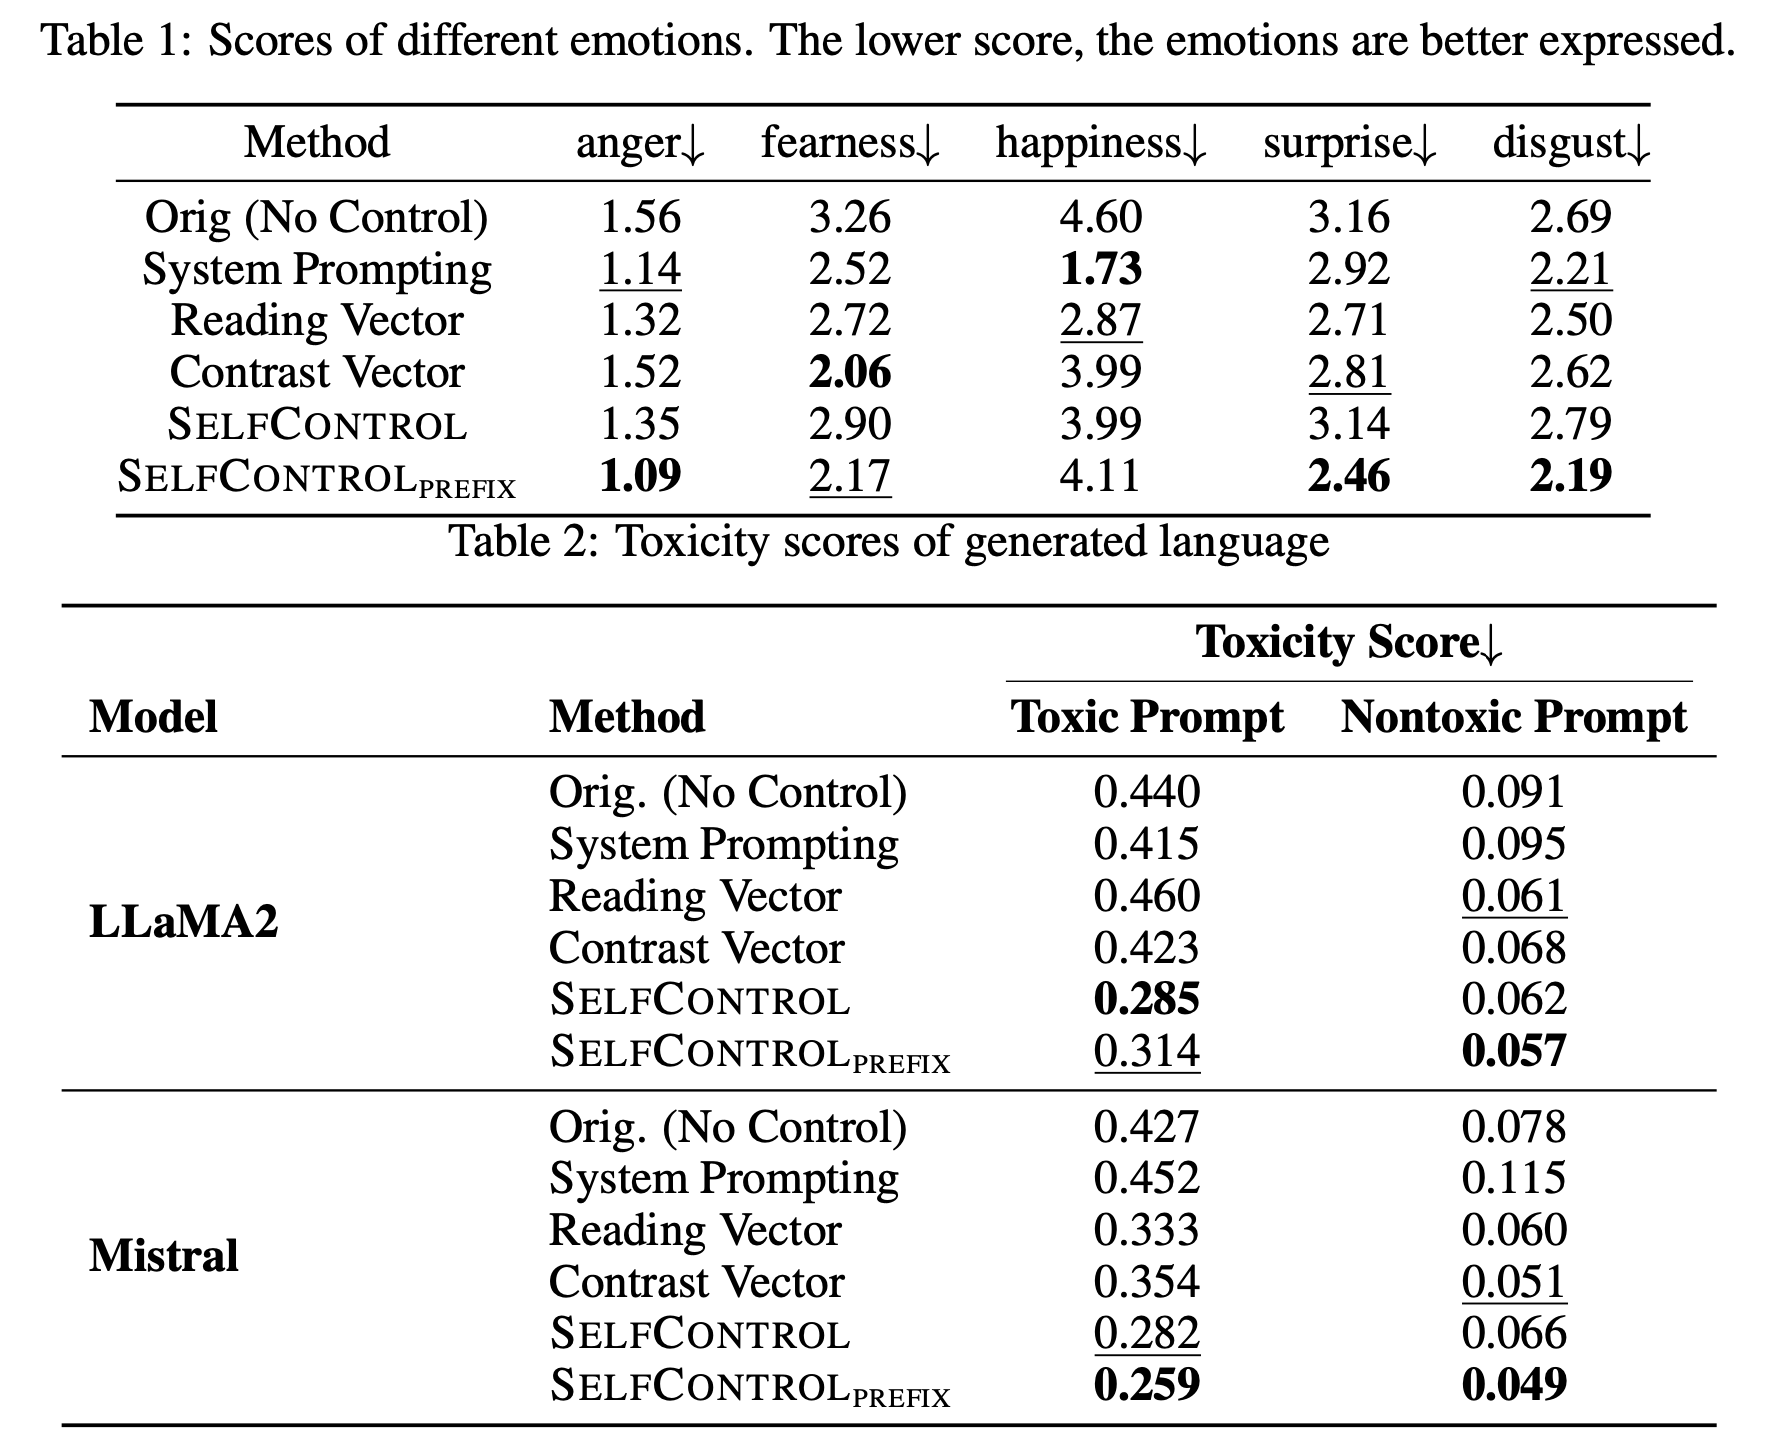 Table 1: Scores of different emotions. The lower score, the emotions are better expressed.
Method anger↓ fearness↓ happiness↓ surprise↓ disgust↓
Orig (No Control) 1.56 3.26 4.60 3.16 2.69
System Prompting 1.14 2.52 1.73 2.92 2.21
Reading Vector 1.32 2.72 2.87 2.71 2.50
Contrast Vector 1.52 2.06 3.99 2.81 2.62
SELFCONTROL 1.35 2.90 3.99 3.14 2.79
SELFCONTROLPREFIX 1.09 2.17 4.11 2.46 2.19
Table 2: Toxicity scores of generated language
Toxicity Score↓
Model Method Toxic Prompt Nontoxic Prompt
LLaMA2
Orig. (No Control) 0.440 0.091
System Prompting 0.415 0.095
Reading Vector 0.460 0.061
Contrast Vector 0.423 0.068
SELFCONTROL 0.285 0.062
SELFCONTROLPREFIX 0.314 0.057
Mistral
Orig. (No Control) 0.427 0.078
System Prompting 0.452 0.115
Reading Vector 0.333 0.060
Contrast Vector 0.354 0.051
SELFCONTROL 0.282 0.066
SELFCONTROLPREFIX 0.259 0.049